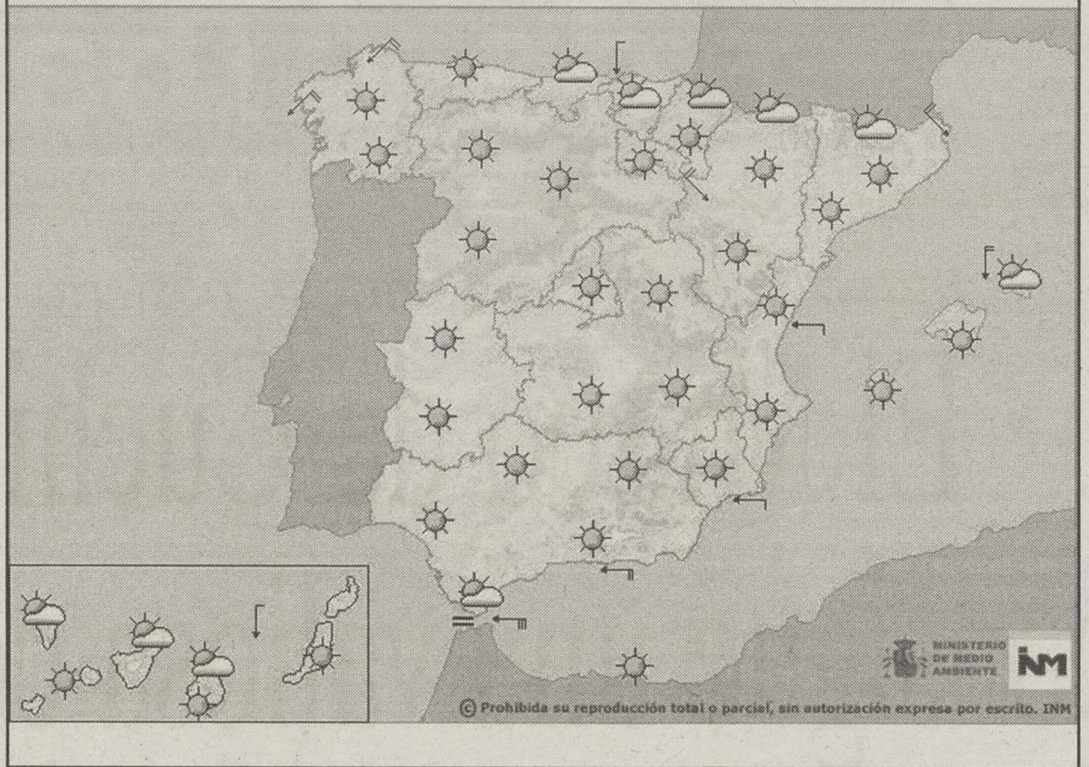 MINISTERIO
DE MEDIO
AMBIENTE
INM
© Prohibida su reproducción total o parcial, sin autorización expresa por escrito. INM